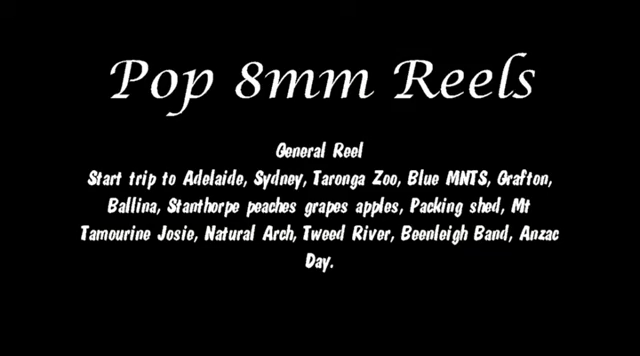 Pop 8mm Reels
General Reel
Start trip to Adelaide, Sydney, Taronga Zoo, Blue MNTS, Grafton,
Ballina, Stanthorpe peaches grapes apples, Packing shed, Mt
Tamourine Josie, Natural Arch, Tweed River, Beenleigh Band, Anzac
Day.